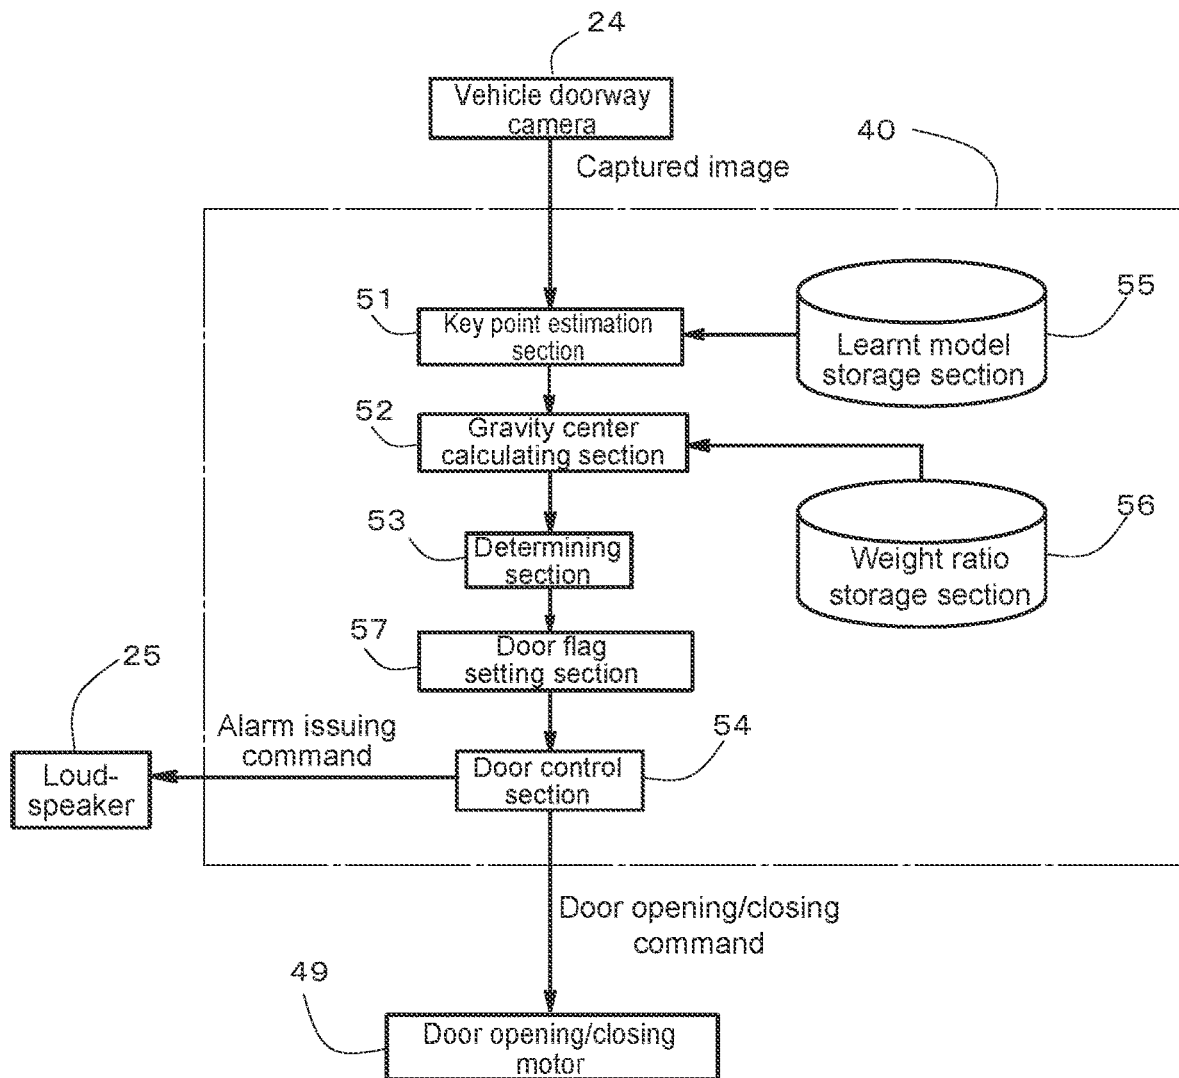 24
Vehicle doorway
camera
40
Captured image
51
Key point estimation
section
55
Learnt model
storage section
52
Gravity center
calculating section
53
Determining
section
56
Weight ratio
storage section
57
Door flag
setting section
25
Alarm issuing
command
54
Loud-
speaker
Door control
section
Door opening/closing
command
49
Door opening/closing
motor